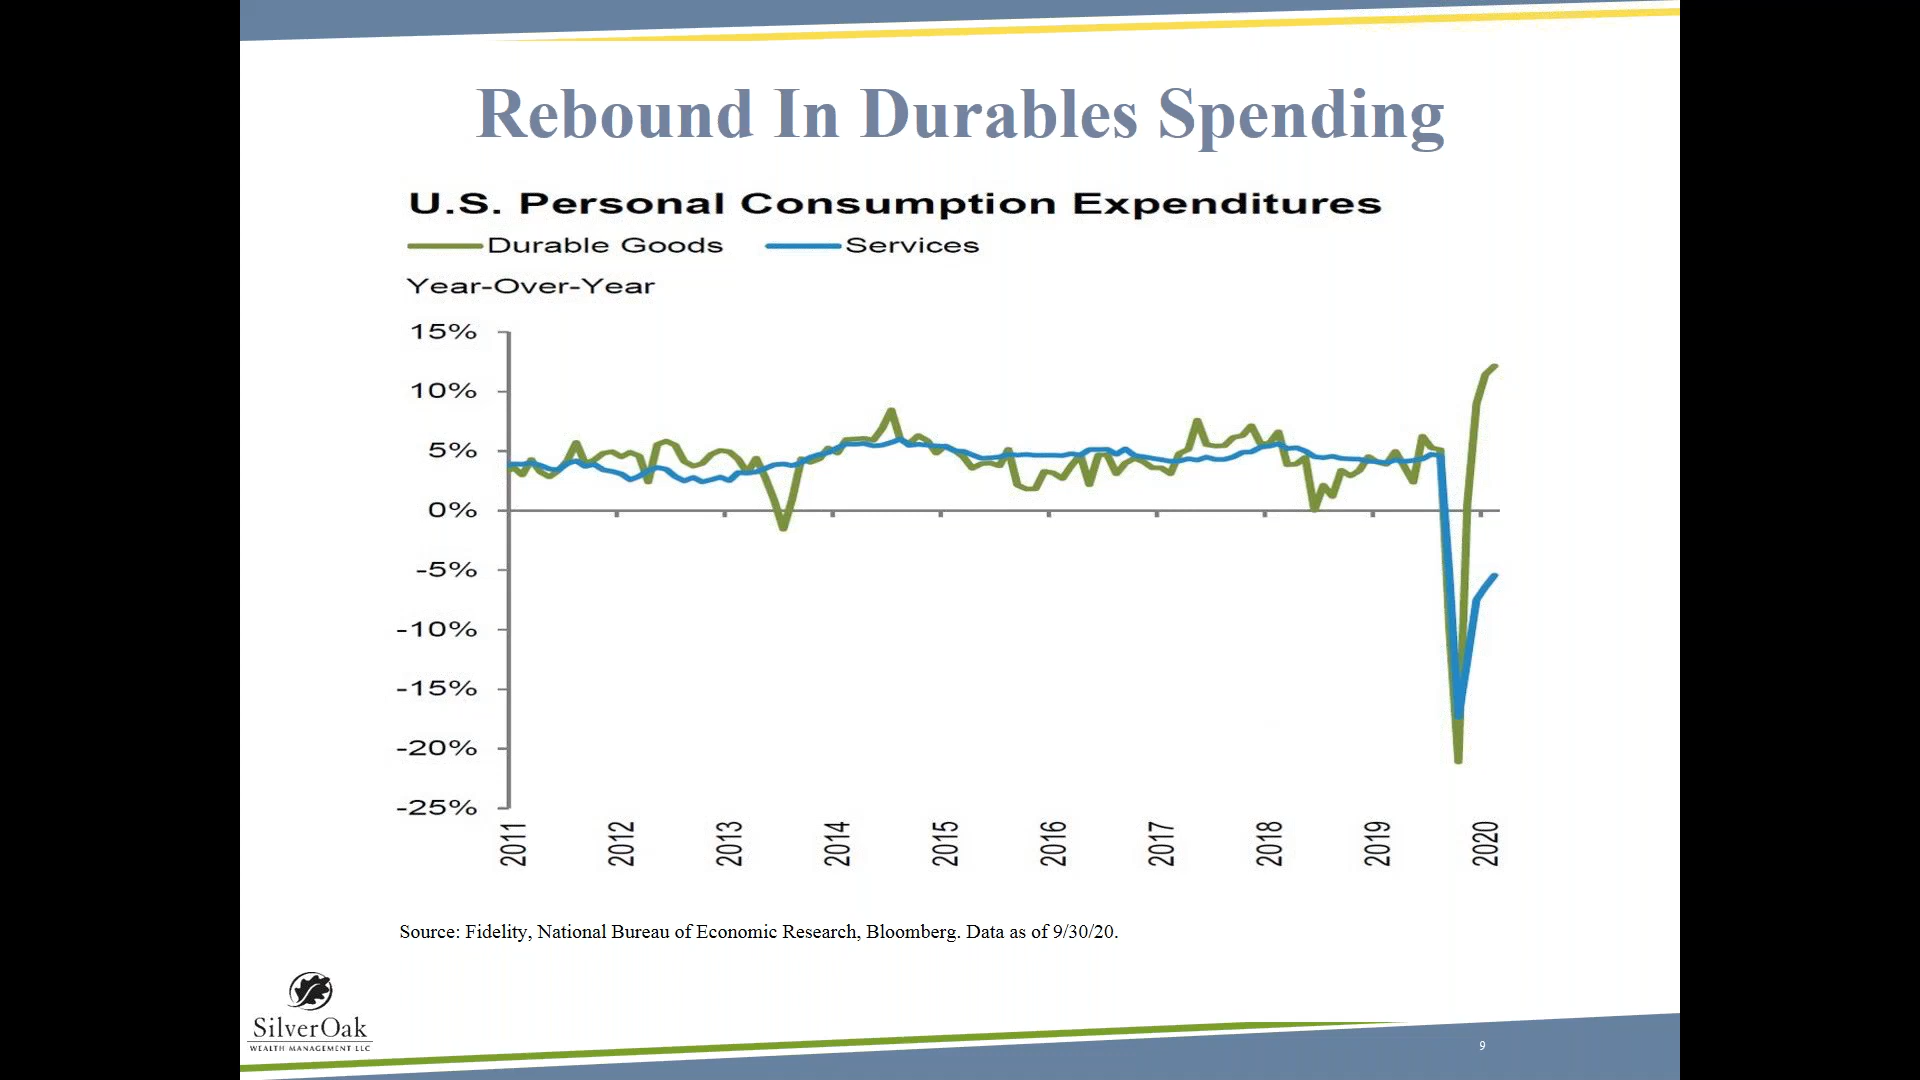 Rebound In Durables Spending
U.S. Personal Consumption Expenditures
Durable Goods Services
Year-Over-Year
15%
10%
5%
0%
-5%
-10%
-15%
-20%
-25%
2011 2012 2013 2014 2015 2016 2017 2018 2019 2020
Source: Fidelity, National Bureau of Economic Research, Bloomberg. Data as of 9/30/20.
SilverOak
WEALTH MANAGEMENT LLC
9